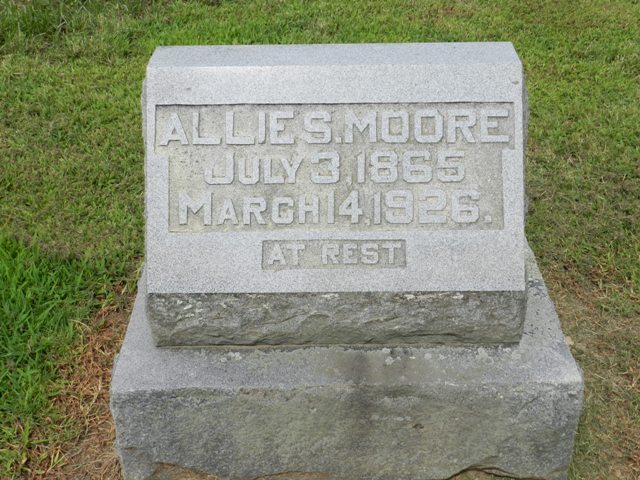 ALLIE S. MOORE
JULY 3, 1865
MARCH 14, 1926.
AT REST